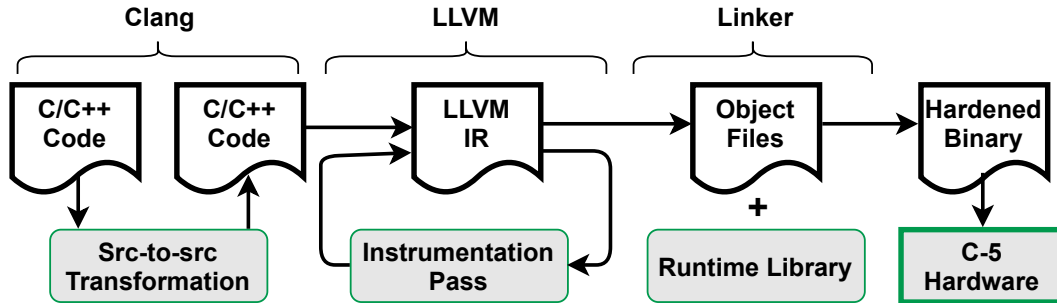 Clang
LLVM
Linker
C/C++
Code
C/C++
Code
LLVM
IR
Object
Files
Hardened
Binary
+
Src-to-src
Transformation
Instrumentation
Pass
Runtime Library
C-5
Hardware